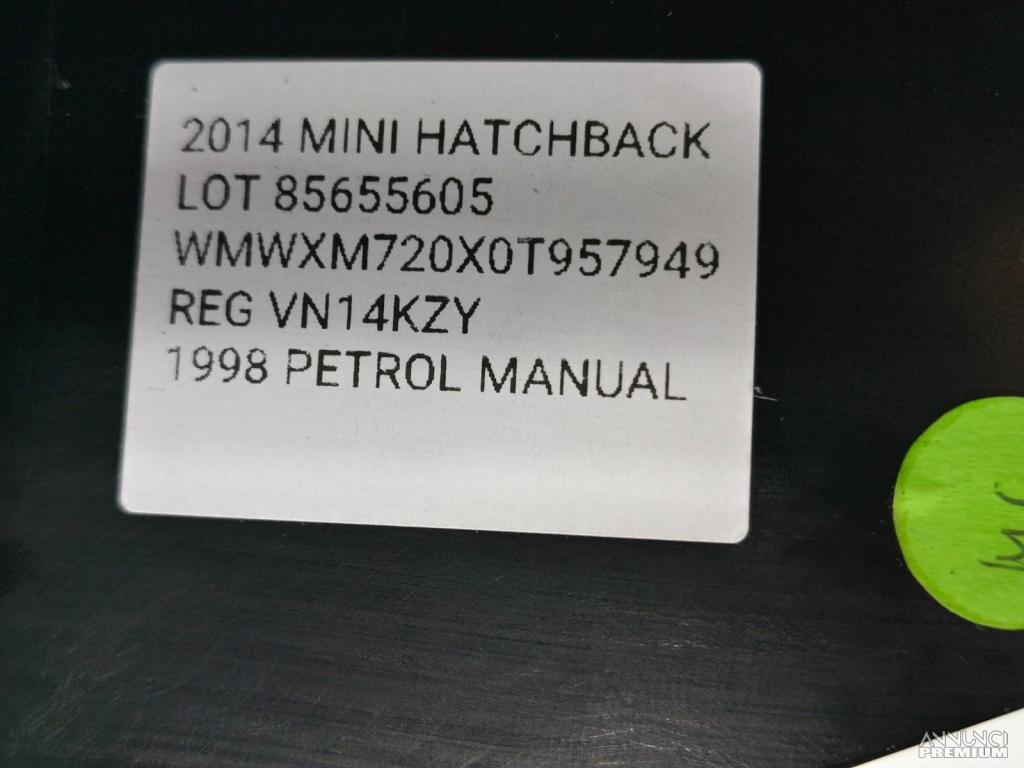 2014 MINI HATCHBACK
LOT 85655605
WMWXM720X0T957949
REG VN14KZY
1998 PETROL MANUAL
ANNUNCI
PREMIUM